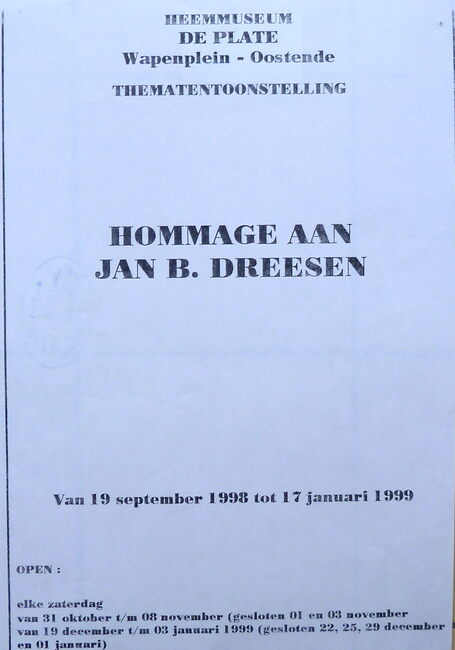 HEEMMUSEUM
DE PLATE
Wapenplein - Oostende
THEMATENTOONSTELLING
HOMMAGE AAN
JAN B. DREESEN
Van 19 september 1998 tot 17 januari 1999
OPEN :
elke zaterdag
van 31 oktober t/m 08 november (gesloten 01 en 03 november
van 19 december t/m 03 januari 1999 (gesloten 22, 25, 29 december
en 01 januari)